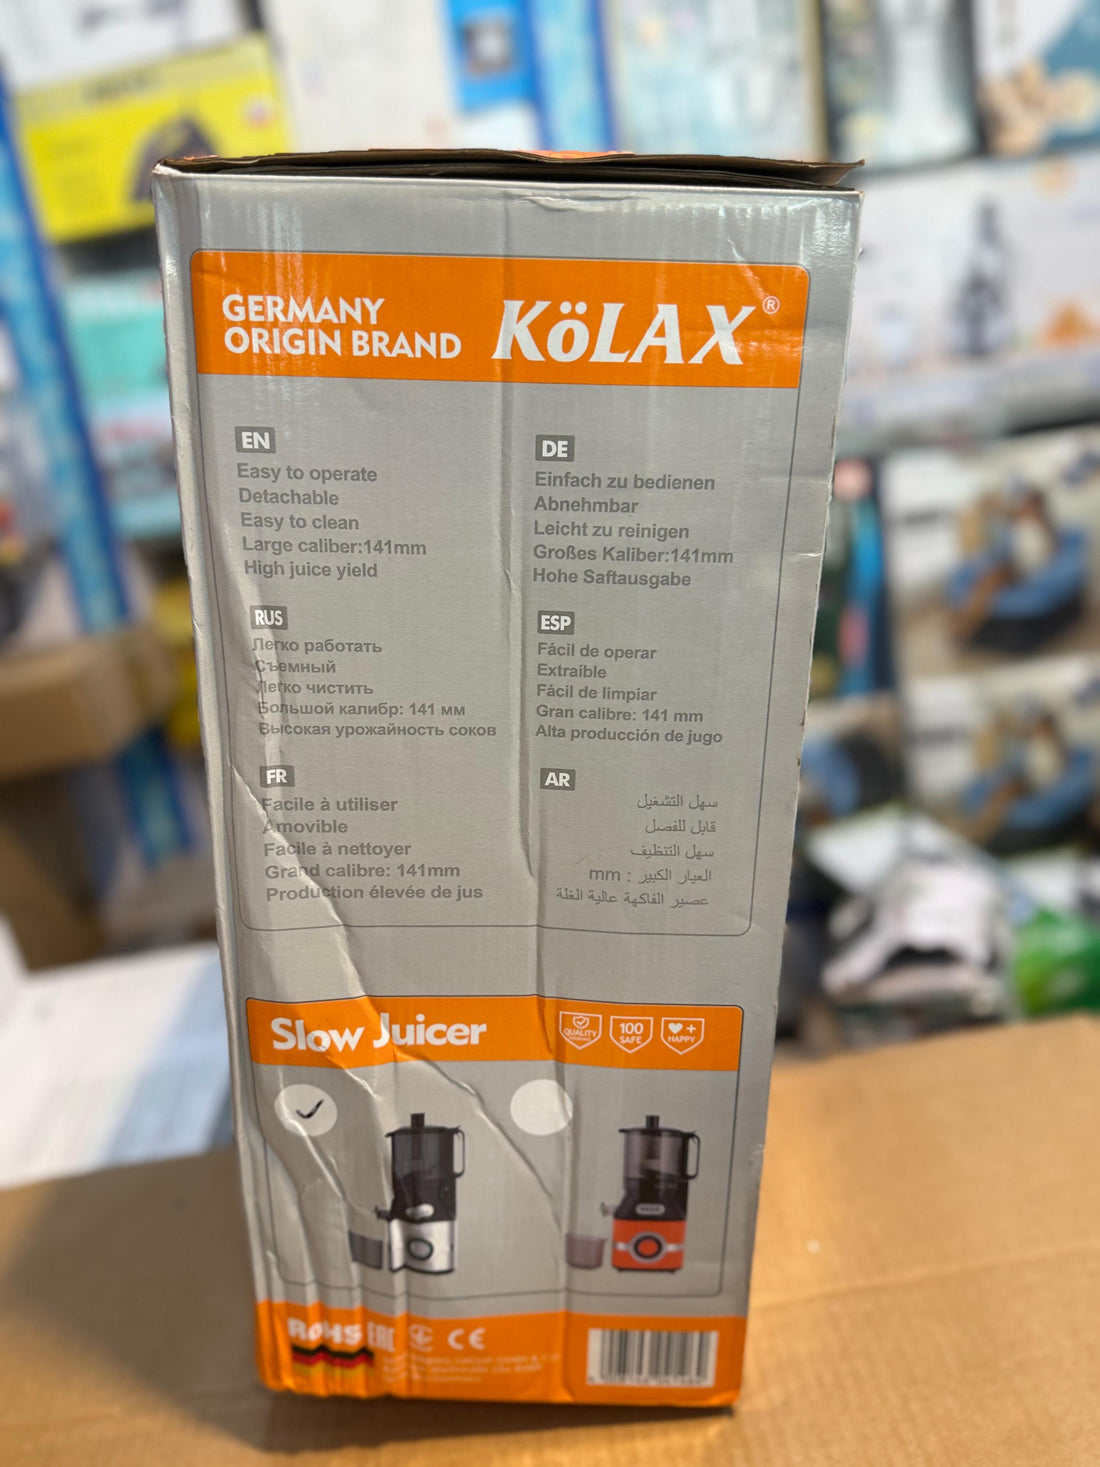 GERMANY
ORIGIN BRAND
KöLAX®
EN
Easy to operate
Detachable
Easy to clean
Large caliber:141mm
High juice yield
DE
Einfach zu bedienen
Abnehmbar
Leicht zu reinigen
Großes Kaliber:141mm
Hohe Saftausgabe
RUS
Легко работать
Съемный
Легко чистить
Большой калибр: 141 мм
Высокая урожайность соков
ESP
Fácil de operar
Extraíble
Fácil de limpiar
Gran calibre: 141 mm
Alta producción de jugo
FR
Facile à utiliser
Amovible
Facile à nettoyer
Grand calibre: 141mm
Production élevée de jus
AR
سهل التشغيل
قابل للفصل
سهل التنظيف
العيار الكبير : mm
عصير الفاكهة عالية الغلة
Slow Juicer
QUALITY
100
SAFE
HAPPY
ROHS EAC CE